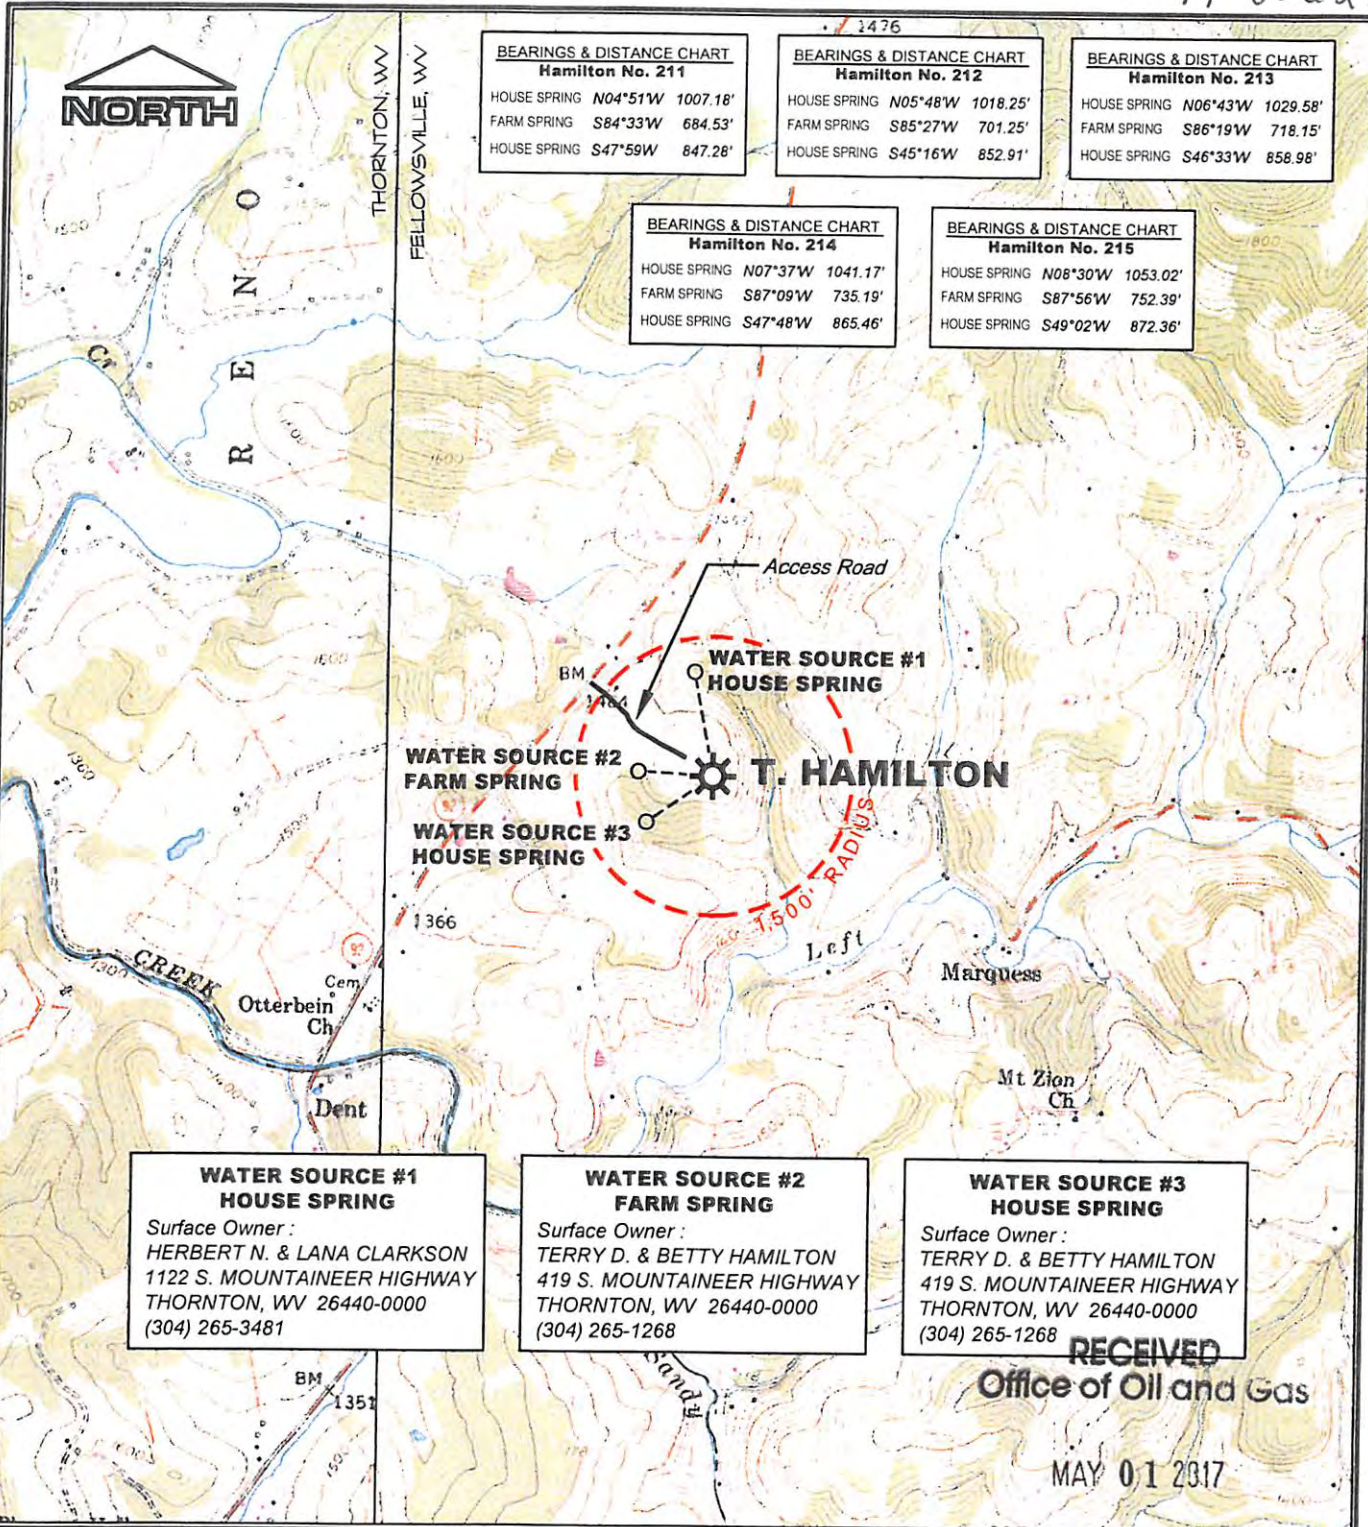 1476
NORTH
THORNTON, WV
FELLOWSVILLE, WV
BEARINGS & DISTANCE CHART
Hamilton No. 211
HOUSE SPRING N04°51'W 1007.18'
FARM SPRING S84°33'W 684.53'
HOUSE SPRING S47°59'W 847.28'
BEARINGS & DISTANCE CHART
Hamilton No. 212
HOUSE SPRING N05°48'W 1018.25'
FARM SPRING S85°27'W 701.25'
HOUSE SPRING S45°16'W 852.91'
BEARINGS & DISTANCE CHART
Hamilton No. 213
HOUSE SPRING N06°43'W 1029.58'
FARM SPRING S86°19'W 718.15'
HOUSE SPRING S46°33'W 858.98'
BEARINGS & DISTANCE CHART
Hamilton No. 214
HOUSE SPRING N07°37'W 1041.17'
FARM SPRING S87°09'W 735.19'
HOUSE SPRING S47°48'W 865.46'
BEARINGS & DISTANCE CHART
Hamilton No. 215
HOUSE SPRING N08°30'W 1053.02'
FARM SPRING S87°56'W 752.39'
HOUSE SPRING S49°02'W 872.36'
1500
1800
R E N O
Cr
1600
Access Road
WATER SOURCE #1
HOUSE SPRING
BM
1600
WATER SOURCE #2
FARM SPRING
T. HAMILTON
1360
WATER SOURCE #3
HOUSE SPRING
1500
1,500' RADIUS
1366
92
Left
CREEK
1300
Cem
Otterbein
Ch
Marquess
Dent
Mt Zion
Ch
WATER SOURCE #1
HOUSE SPRING
Surface Owner :
HERBERT N. & LANA CLARKSON
1122 S. MOUNTAINEER HIGHWAY
THORNTON, WV 26440-0000
(304) 265-3481
WATER SOURCE #2
FARM SPRING
Surface Owner :
TERRY D. & BETTY HAMILTON
419 S. MOUNTAINEER HIGHWAY
THORNTON, WV 26440-0000
(304) 265-1268
WATER SOURCE #3
HOUSE SPRING
Surface Owner :
TERRY D. & BETTY HAMILTON
419 S. MOUNTAINEER HIGHWAY
THORNTON, WV 26440-0000
(304) 265-1268
RECEIVED
Office of Oil and Gas
MAY 01 2017
BM
1351
Sandy